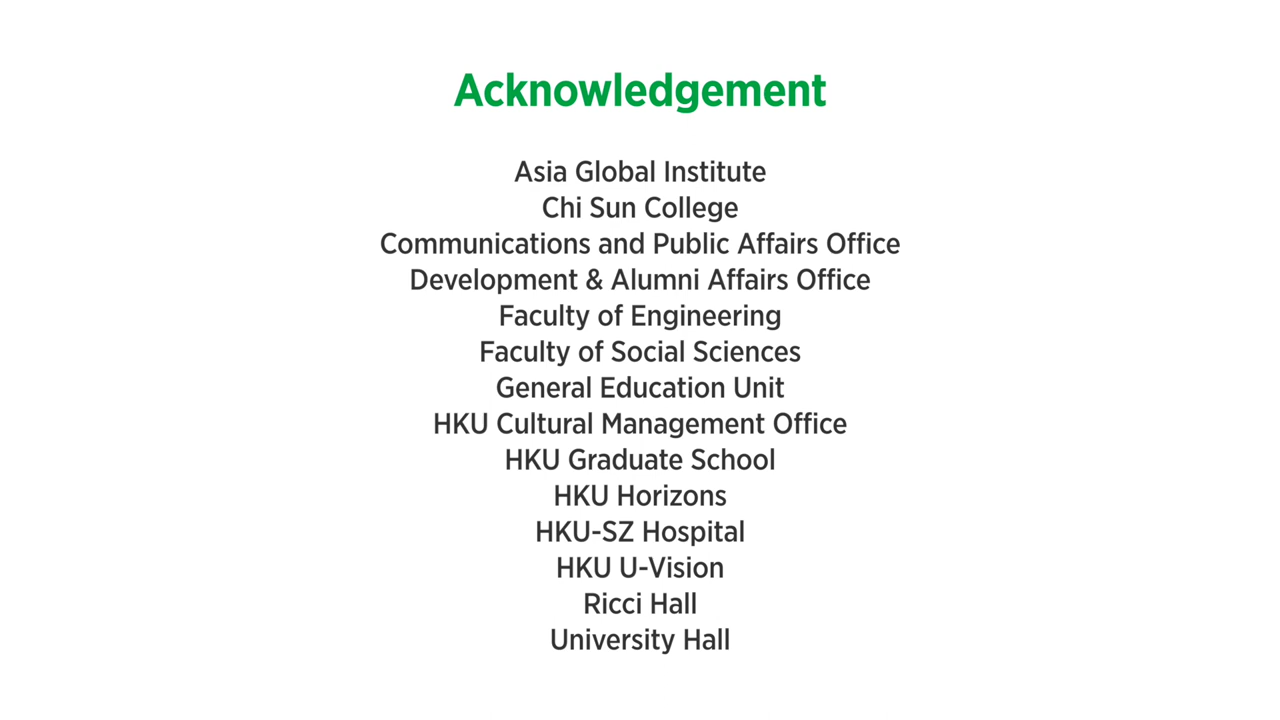 Acknowledgement
Asia Global Institute
Chi Sun College
Communications and Public Affairs Office
Development & Alumni Affairs Office
Faculty of Engineering
Faculty of Social Sciences
General Education Unit
HKU Cultural Management Office
HKU Graduate School
HKU Horizons
HKU-SZ Hospital
HKU U-Vision
Ricci Hall
University Hall